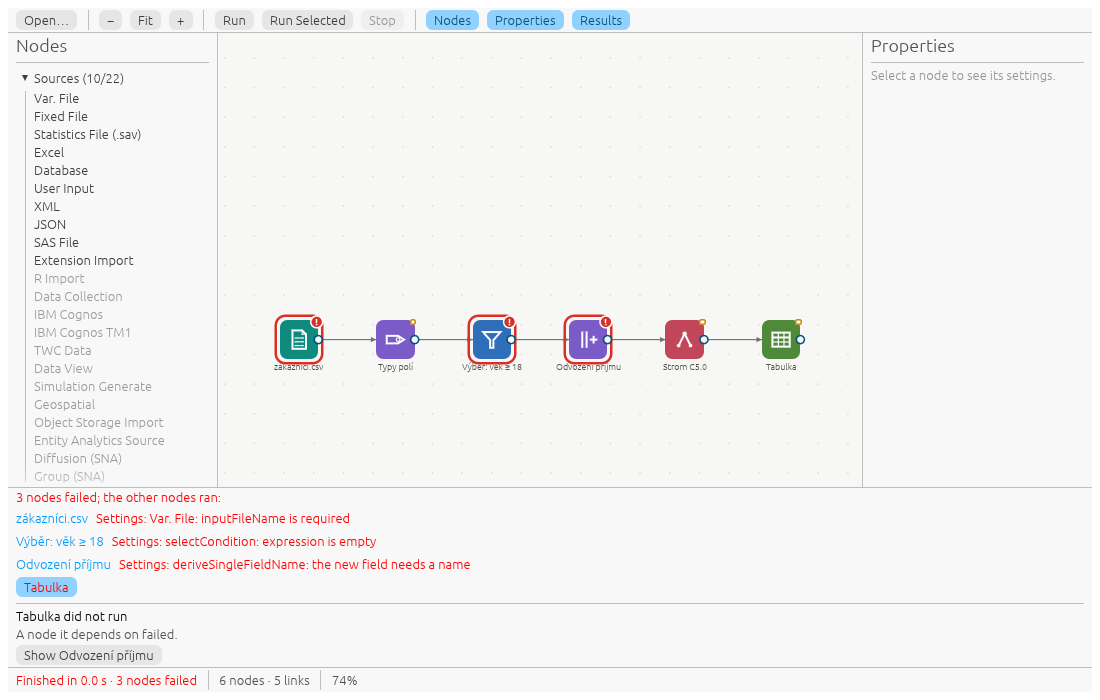 Open… – Fit + Run Run Selected Stop Nodes Properties Results
Nodes
▼ Sources (10/22)
Var. File
Fixed File
Statistics File (.sav)
Excel
Database
User Input
XML
JSON
SAS File
Extension Import
R Import
Data Collection
IBM Cognos
IBM Cognos TM1
TWC Data
Data View
Simulation Generate
Geospatial
Object Storage Import
Entity Analytics Source
Diffusion (SNA)
Group (SNA)
zákazníci.csv Typy polí Výběr: věk ≥ 18 Odvození příjmu Strom C5.0 Tabulka
Properties
Select a node to see its settings.
3 nodes failed; the other nodes ran:
zákazníci.csv Settings: Var. File: inputFileName is required
Výběr: věk ≥ 18 Settings: selectCondition: expression is empty
Odvození příjmu Settings: deriveSingleFieldName: the new field needs a name
Tabulka
Tabulka did not run
A node it depends on failed.
Show Odvození příjmu
Finished in 0.0 s · 3 nodes failed 6 nodes · 5 links 74%